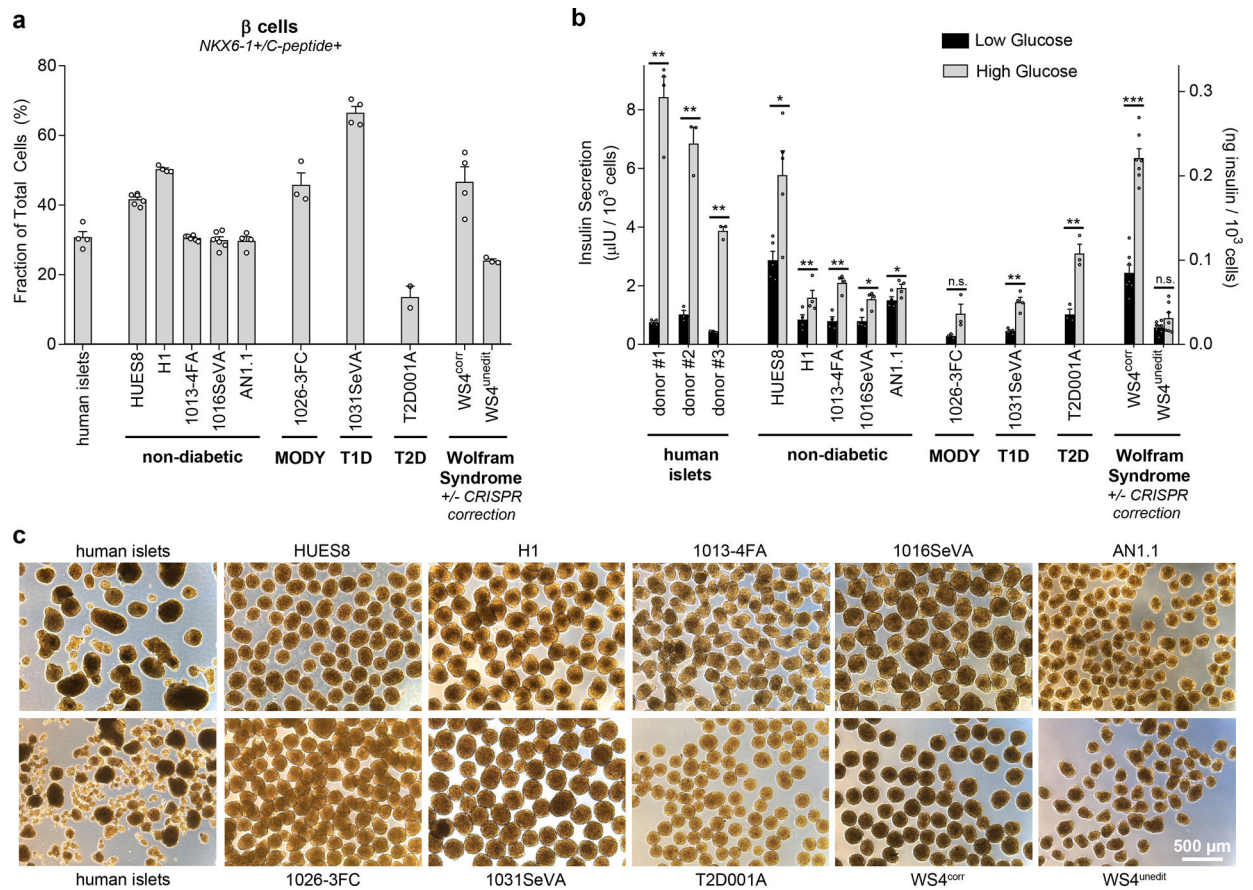 a
β cells
NKX6-1+/C-peptide+
Fraction of Total Cells (%)
80
60
40
20
0
human islets
HUES8
H1
1013-4FA
1016SeVA
AN1.1
1026-3FC
1031SeVA
T2D001A
WS4corr
WS4unedit
non-diabetic
MODY
T1D
T2D
Wolfram
Syndrome
+/- CRISPR
correction
b
Low Glucose
High Glucose
Insulin Secretion
(μIU / 10³ cells)
8
6
4
2
0
**
**
**
*
**
**
*
*
n.s.
**
**
***
n.s.
0.3
0.2
0.1
0.0
(ng insulin / 10³ cells)
donor #1
donor #2
donor #3
HUES8
H1
1013-4FA
1016SeVA
AN1.1
1026-3FC
1031SeVA
T2D001A
WS4corr
WS4unedit
human
islets
non-diabetic
MODY
T1D
T2D
Wolfram
Syndrome
+/- CRISPR
correction
c
human islets
HUES8
H1
1013-4FA
1016SeVA
AN1.1
500 μm
human islets
1026-3FC
1031SeVA
T2D001A
WS4corr
WS4unedit